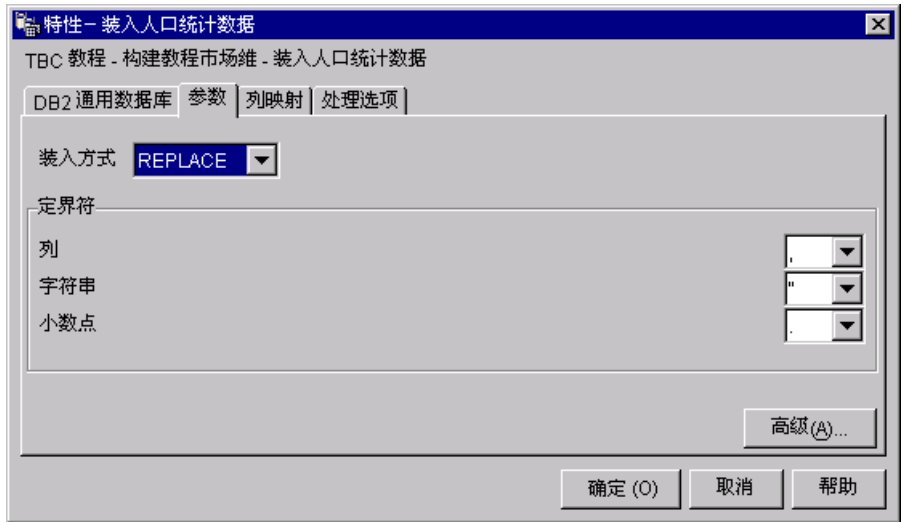 特性－装入人口统计数据
TBC 教程 - 构建教程市场维 - 装入人口统计数据
DB2 通用数据库 参数 列映射 处理选项
装入方式 REPLACE
定界符
列 ,
字符串 "
小数点 .
高级(A)...
确定 (O) 取消 帮助